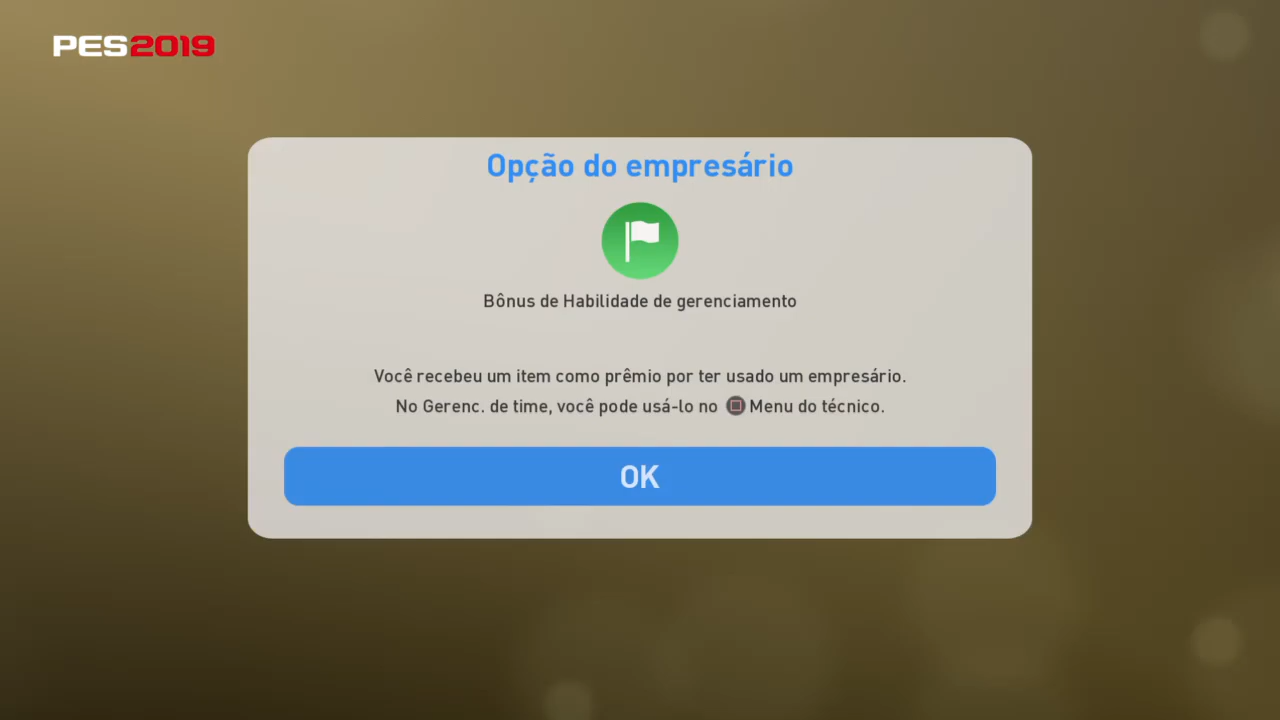 PES2019
Opção do empresário
Bônus de Habilidade de gerenciamento
Você recebeu um item como prêmio por ter usado um empresário.
No Gerenc. de time, você pode usá-lo no Menu do técnico.
OK